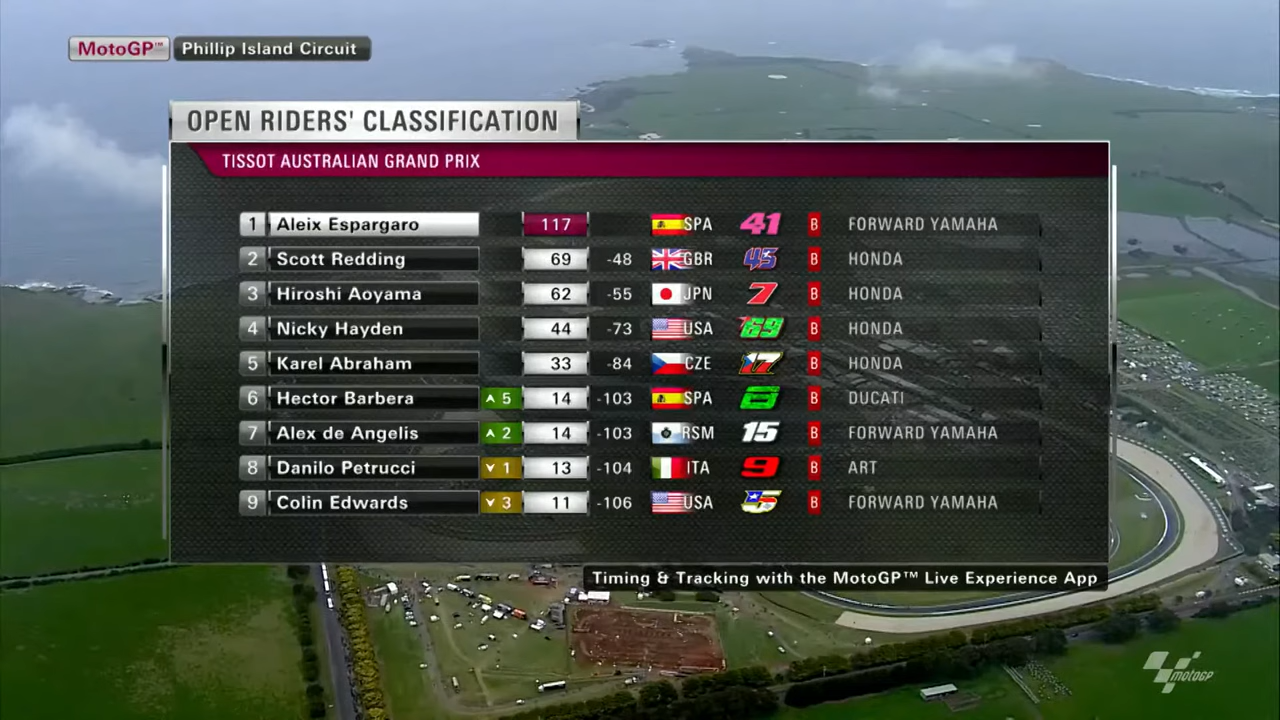 MotoGP™ Phillip Island Circuit
OPEN RIDERS' CLASSIFICATION
TISSOT AUSTRALIAN GRAND PRIX
1 Aleix Espargaro 117 SPA 41 B FORWARD YAMAHA
2 Scott Redding 69 -48 GBR 45 B HONDA
3 Hiroshi Aoyama 62 -55 JPN 7 B HONDA
4 Nicky Hayden 44 -73 USA 69 B HONDA
5 Karel Abraham 33 -84 CZE 17 B HONDA
6 Hector Barbera 5 14 -103 SPA 8 B DUCATI
7 Alex de Angelis 2 14 -103 RSM 15 B FORWARD YAMAHA
8 Danilo Petrucci 1 13 -104 ITA 9 B ART
9 Colin Edwards 3 11 -106 USA 5 B FORWARD YAMAHA
Timing & Tracking with the MotoGP™ Live Experience App
motoGP